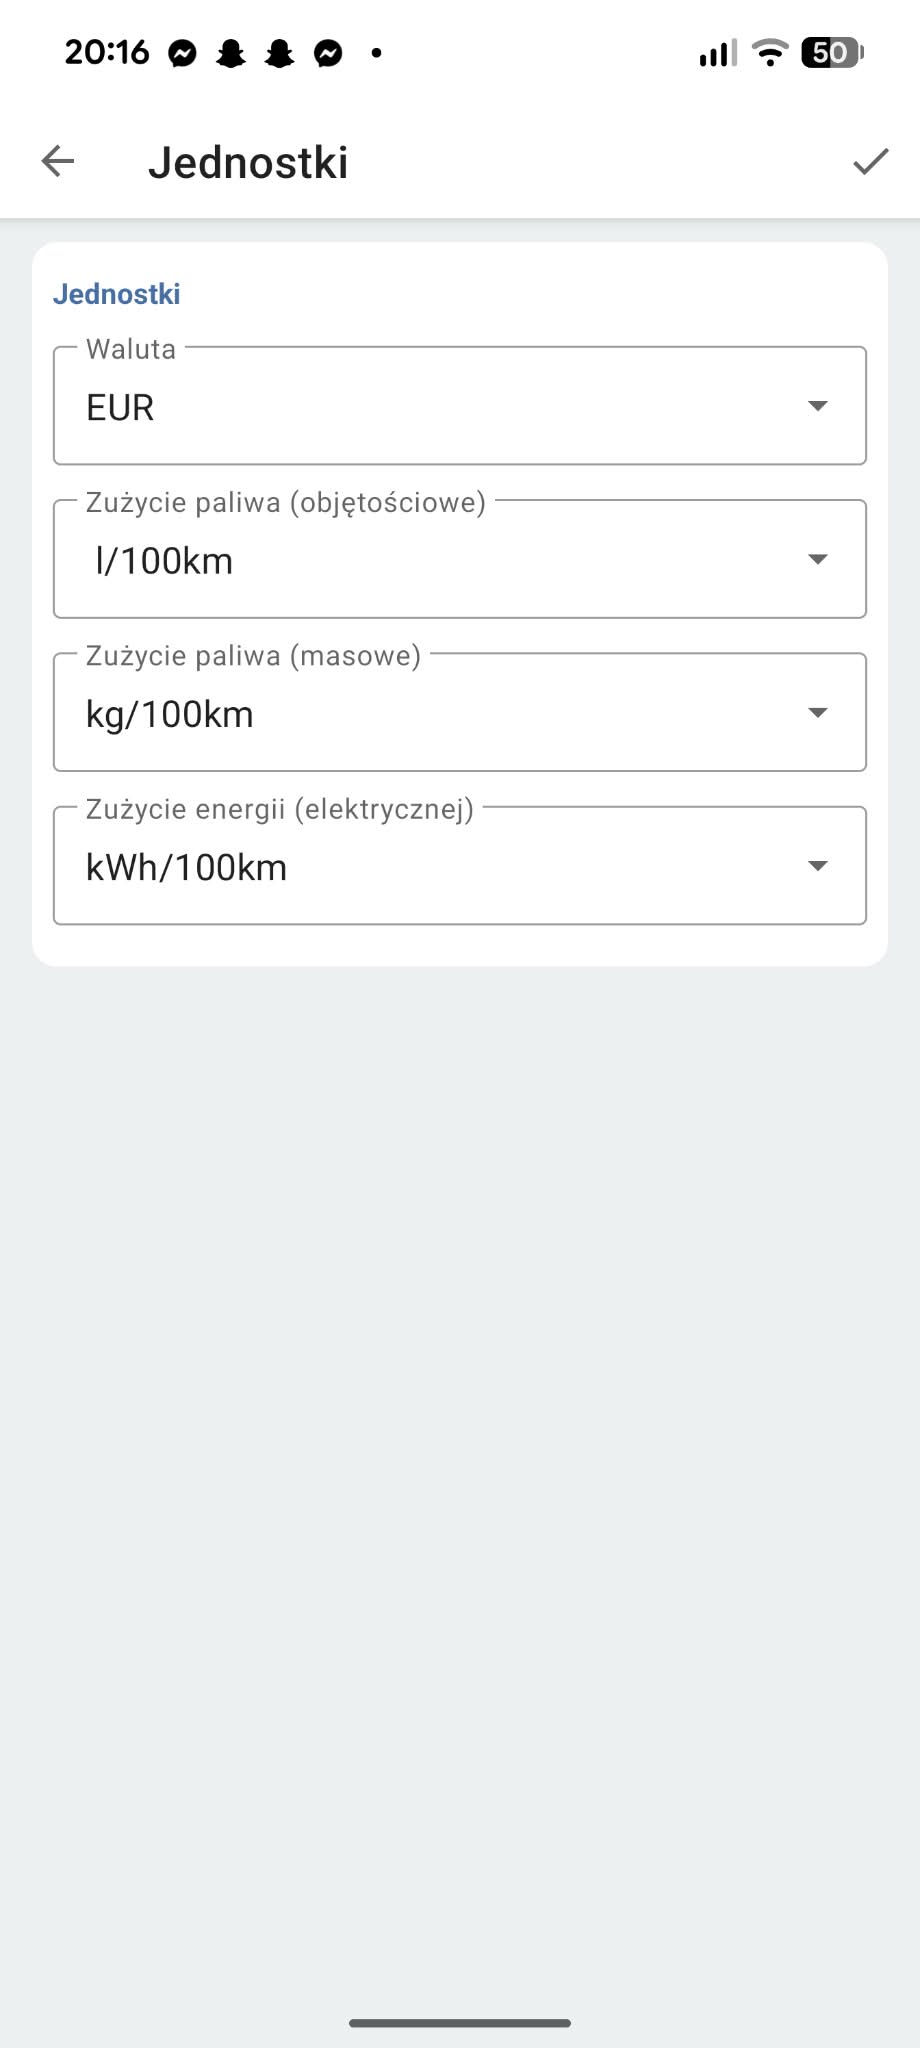 20:16
50
Jednostki
Jednostki
Waluta
EUR
Zużycie paliwa (objętościowe)
l/100km
Zużycie paliwa (masowe)
kg/100km
Zużycie energii (elektrycznej)
kWh/100km